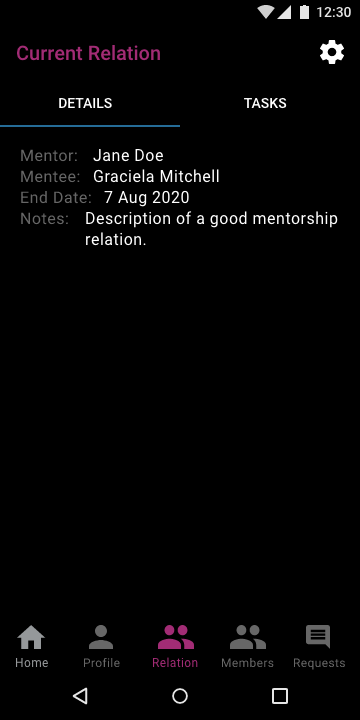 12:30
Current Relation
DETAILS TASKS
Mentor: Jane Doe
Mentee: Graciela Mitchell
End Date: 7 Aug 2020
Notes: Description of a good mentorship
relation.
Home Profile Relation Members Requests